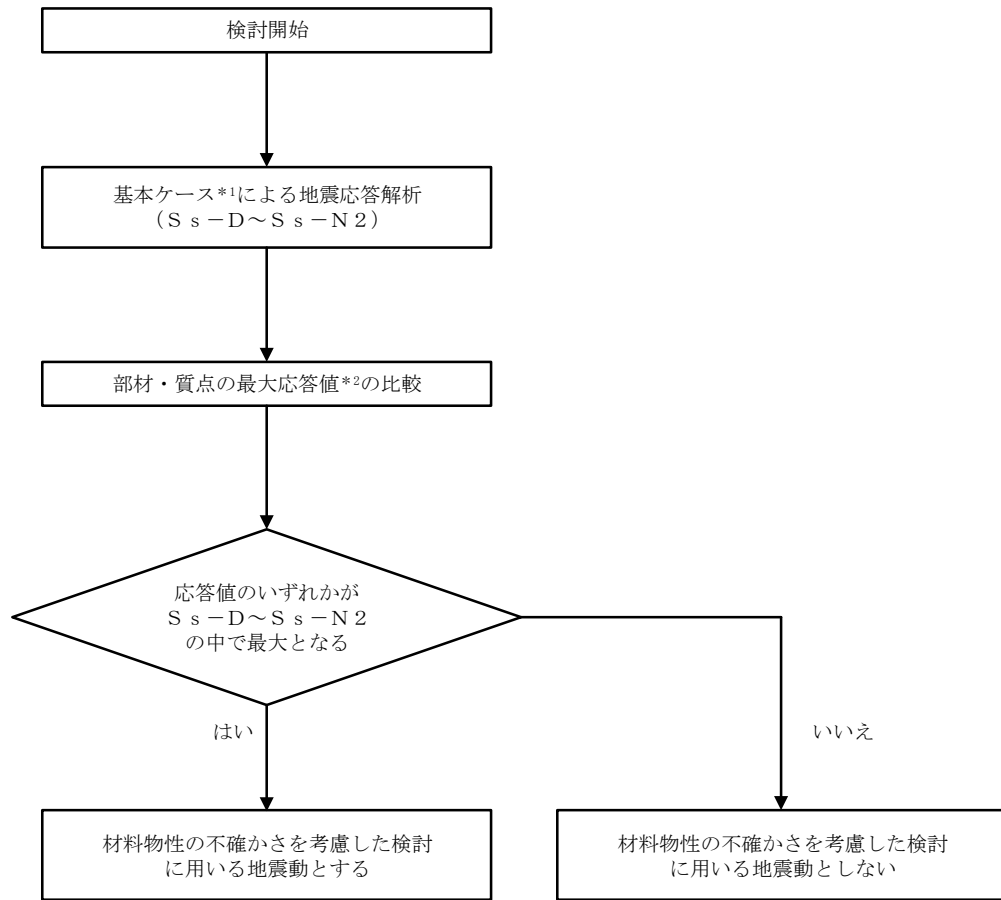 検討開始
基本ケース*1による地震応答解析
（Ｓｓ－Ｄ～Ｓｓ－Ｎ２）
部材・質点の最大応答値*2の比較
応答値のいずれかが
Ｓｓ－Ｄ～Ｓｓ－Ｎ２
の中で最大となる
はい
いいえ
材料物性の不確かさを考慮した検討
に用いる地震動とする
材料物性の不確かさを考慮した検討
に用いる地震動としない